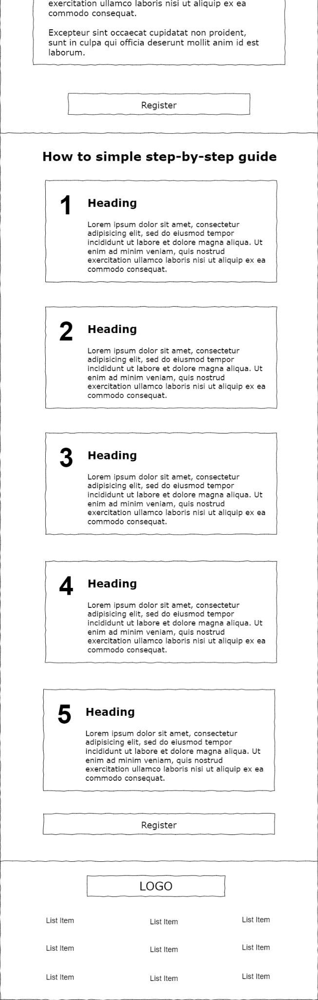 exercitation ullamco laboris nisi ut aliquip ex ea
commodo consequat.
Excepteur sint occaecat cupidatat non proident,
sunt in culpa qui officia deserunt mollit anim id est
laborum.
Register
How to simple step-by-step guide
1 Heading
Lorem ipsum dolor sit amet, consectetur
adipisicing elit, sed do eiusmod tempor
incididunt ut labore et dolore magna aliqua. Ut
enim ad minim veniam, quis nostrud
exercitation ullamco laboris nisi ut aliquip ex ea
commodo consequat.
2 Heading
Lorem ipsum dolor sit amet, consectetur
adipisicing elit, sed do eiusmod tempor
incididunt ut labore et dolore magna aliqua. Ut
enim ad minim veniam, quis nostrud
exercitation ullamco laboris nisi ut aliquip ex ea
commodo consequat.
3 Heading
Lorem ipsum dolor sit amet, consectetur
adipisicing elit, sed do eiusmod tempor
incididunt ut labore et dolore magna aliqua. Ut
enim ad minim veniam, quis nostrud
exercitation ullamco laboris nisi ut aliquip ex ea
commodo consequat.
4 Heading
Lorem ipsum dolor sit amet, consectetur
adipisicing elit, sed do eiusmod tempor
incididunt ut labore et dolore magna aliqua. Ut
enim ad minim veniam, quis nostrud
exercitation ullamco laboris nisi ut aliquip ex ea
commodo consequat.
5 Heading
Lorem ipsum dolor sit amet, consectetur
adipisicing elit, sed do eiusmod tempor
incididunt ut labore et dolore magna aliqua. Ut
enim ad minim veniam, quis nostrud
exercitation ullamco laboris nisi ut aliquip ex ea
commodo consequat.
Register
LOGO
List Item List Item List Item
List Item List Item List Item
List Item List Item List Item